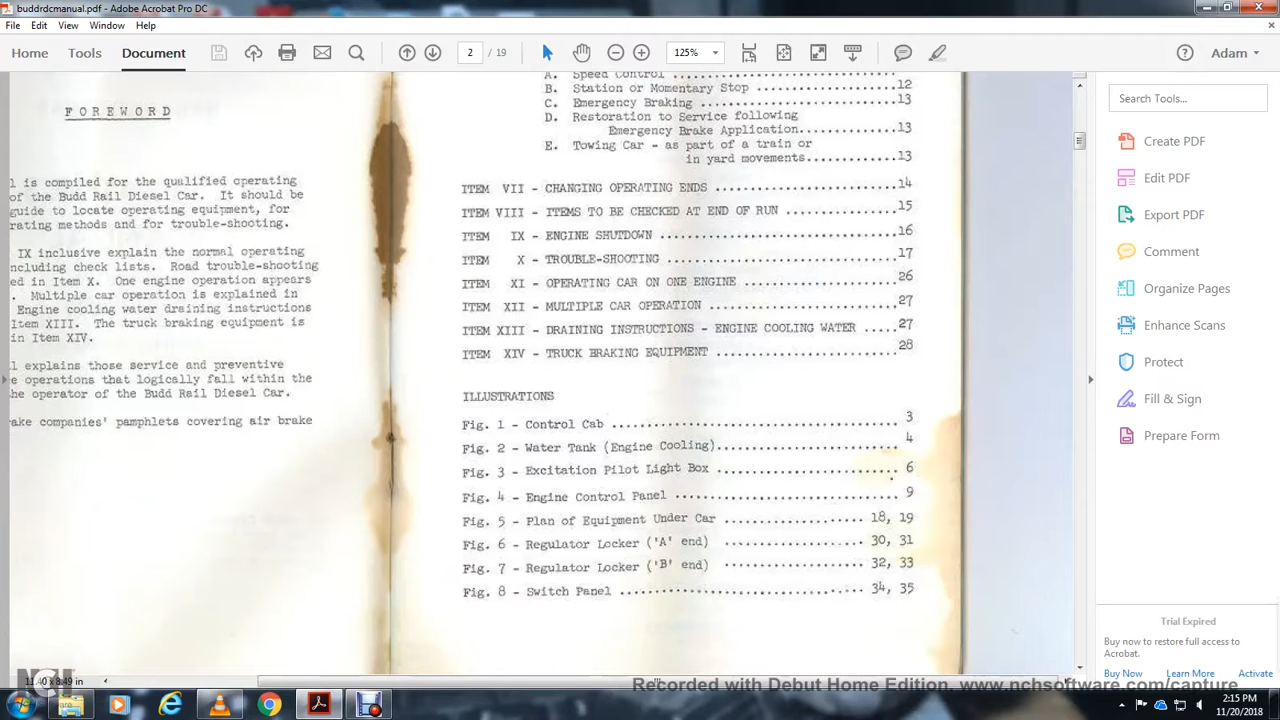 buddrdcmanual.pdf - Adobe Acrobat Pro DC
File Edit View Window Help
Home Tools Document 2 / 19 125% Adam
FOREWORD
l is compiled for the qualified operating
of the Budd Rail Diesel Car. It should be
guide to locate operating equipment, for
rating methods and for trouble-shooting.
IX inclusive explain the normal operating
ncluding check lists. Road trouble-shooting
ed in Item X. One engine operation appears
. Multiple car operation is explained in
Engine cooling water draining instructions
Item XIII. The truck braking equipment is
in Item XIV.
l explains those service and preventive
e operations that logically fall within the
he operator of the Budd Rail Diesel Car.
rake companies' pamphlets covering air brake
A. Speed Control
B. Station or Momentary Stop 12
C. Emergency Braking 13
D. Restoration to Service following
Emergency Brake Application 13
E. Towing Car - as part of a train or
in yard movements 13
ITEM VII - CHANGING OPERATING ENDS 14
ITEM VIII - ITEMS TO BE CHECKED AT END OF RUN 15
ITEM IX - ENGINE SHUTDOWN 16
ITEM X - TROUBLE-SHOOTING 17
ITEM XI - OPERATING CAR ON ONE ENGINE 26
ITEM XII - MULTIPLE CAR OPERATION 27
ITEM XIII - DRAINING INSTRUCTIONS - ENGINE COOLING WATER 27
ITEM XIV - TRUCK BRAKING EQUIPMENT 28
ILLUSTRATIONS
Fig. 1 - Control Cab 3
Fig. 2 - Water Tank (Engine Cooling) 4
Fig. 3 - Excitation Pilot Light Box 6
Fig. 4 - Engine Control Panel 9
Fig. 5 - Plan of Equipment Under Car 18, 19
Fig. 6 - Regulator Locker ('A' end) 30, 31
Fig. 7 - Regulator Locker ('B' end) 32, 33
Fig. 8 - Switch Panel 34, 35
Search Tools...
Create PDF
Edit PDF
Export PDF
Comment
Organize Pages
Enhance Scans
Protect
Fill & Sign
Prepare Form
Trial Expired
Buy now to restore full access to
Acrobat.
Buy Now Learn More Activate
11.40 x 8.49 in
NCH
Recorded with Debut Home Edition. www.nchsoftware.com/capture
2:15 PM
11/20/2018